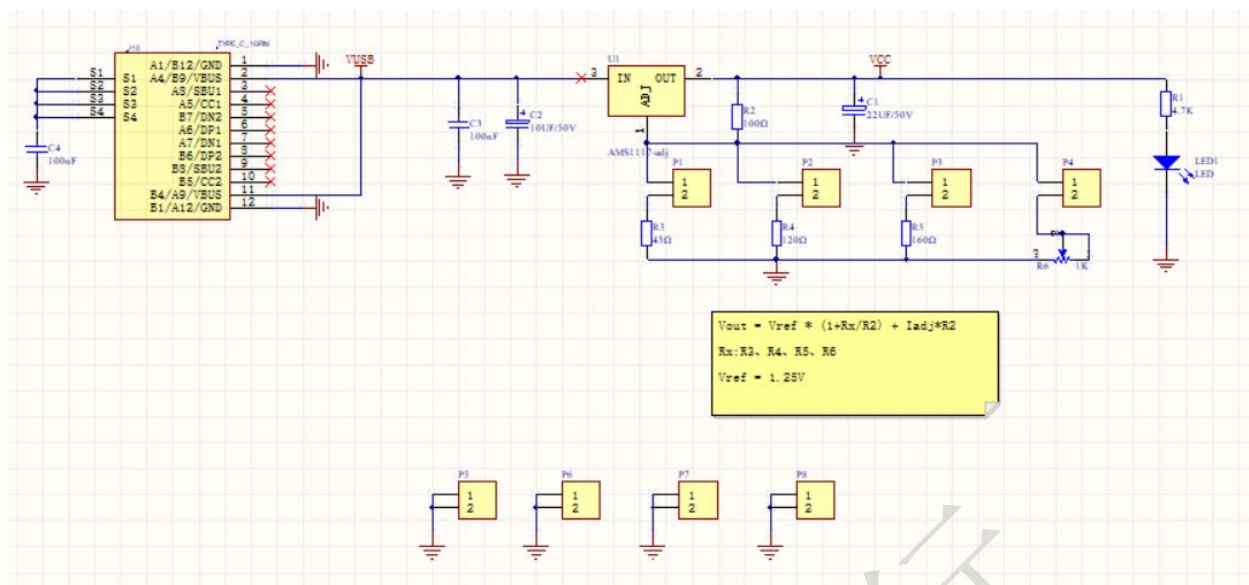 J10
TYPE_C_16PIN
A1/B12/GND 1
A4/B9/VBUS 2
A8/SBU1 3
A5/CC1 4
B7/DN2 5
A6/DP1 6
A7/DN1 7
B6/DP2 8
B8/SBU2 9
B5/CC2 10
B4/A9/VBUS 11
B1/A12/GND 12
S1 S1
S2 S2
S3 S3
S4 S4
C4
100nF
VUSB
C3
100nF
C2
10UF/50V
U1
3 IN OUT 2
ADJ
1
AMS1117-adj
R2
100Ω
VCC
C1
22UF/50V
R1
4.7K
LED1
LED
P1
1
2
P2
1
2
P3
1
2
P4
1
2
R3
43Ω
R4
120Ω
R5
160Ω
R6
1K
Vout = Vref * (1+Rx/R2) + Iadj*R2
Rx:R3、R4、R5、R6
Vref = 1.25V
P5
1
2
P6
1
2
P7
1
2
P8
1
2